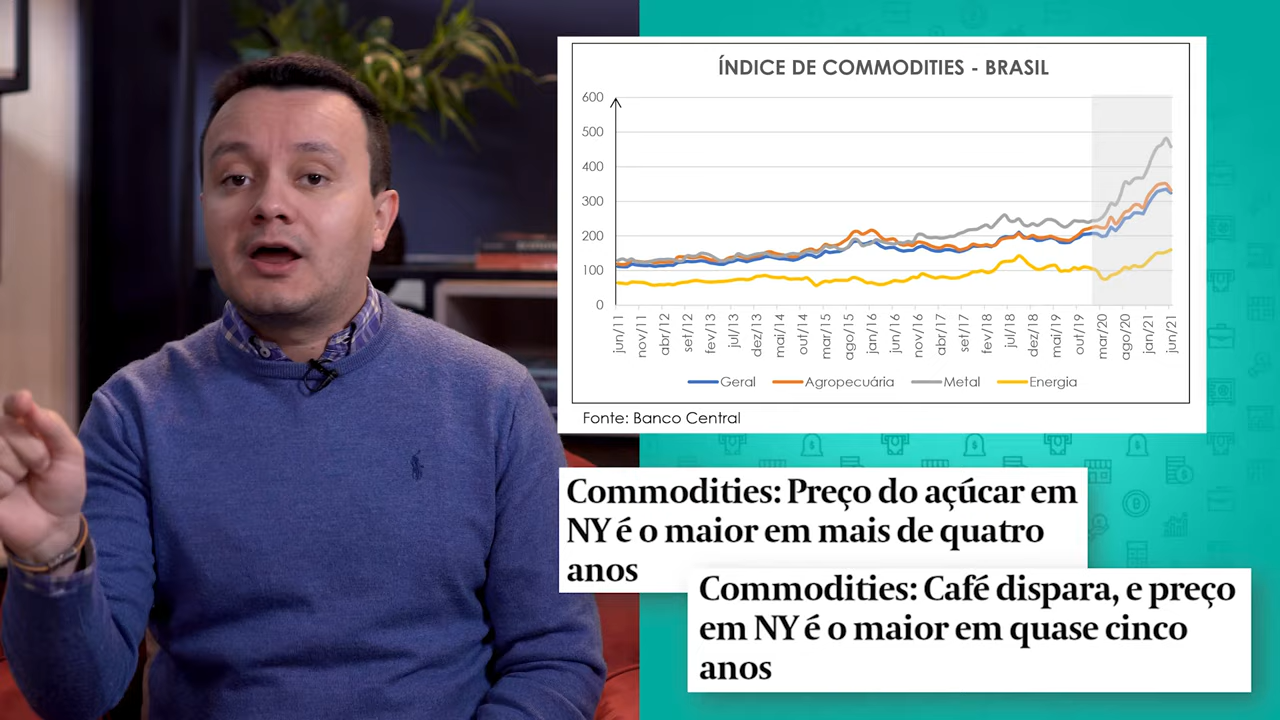 ÍNDICE DE COMMODITIES - BRASIL
600
500
400
300
200
100
0
jun/11
nov/11
abr/12
set/12
fev/13
jul/13
dez/13
mai/14
out/14
mar/15
ago/15
jan/16
jun/16
nov/16
abr/17
set/17
fev/18
jul/18
dez/18
mai/19
out/19
mar/20
ago/20
jan/21
jun/21
Geral Agropecuária Metal Energia
Fonte: Banco Central
Commodities: Preço do açúcar em
NY é o maior em mais de quatro
anos
Commodities: Café dispara, e preço
em NY é o maior em quase cinco
anos